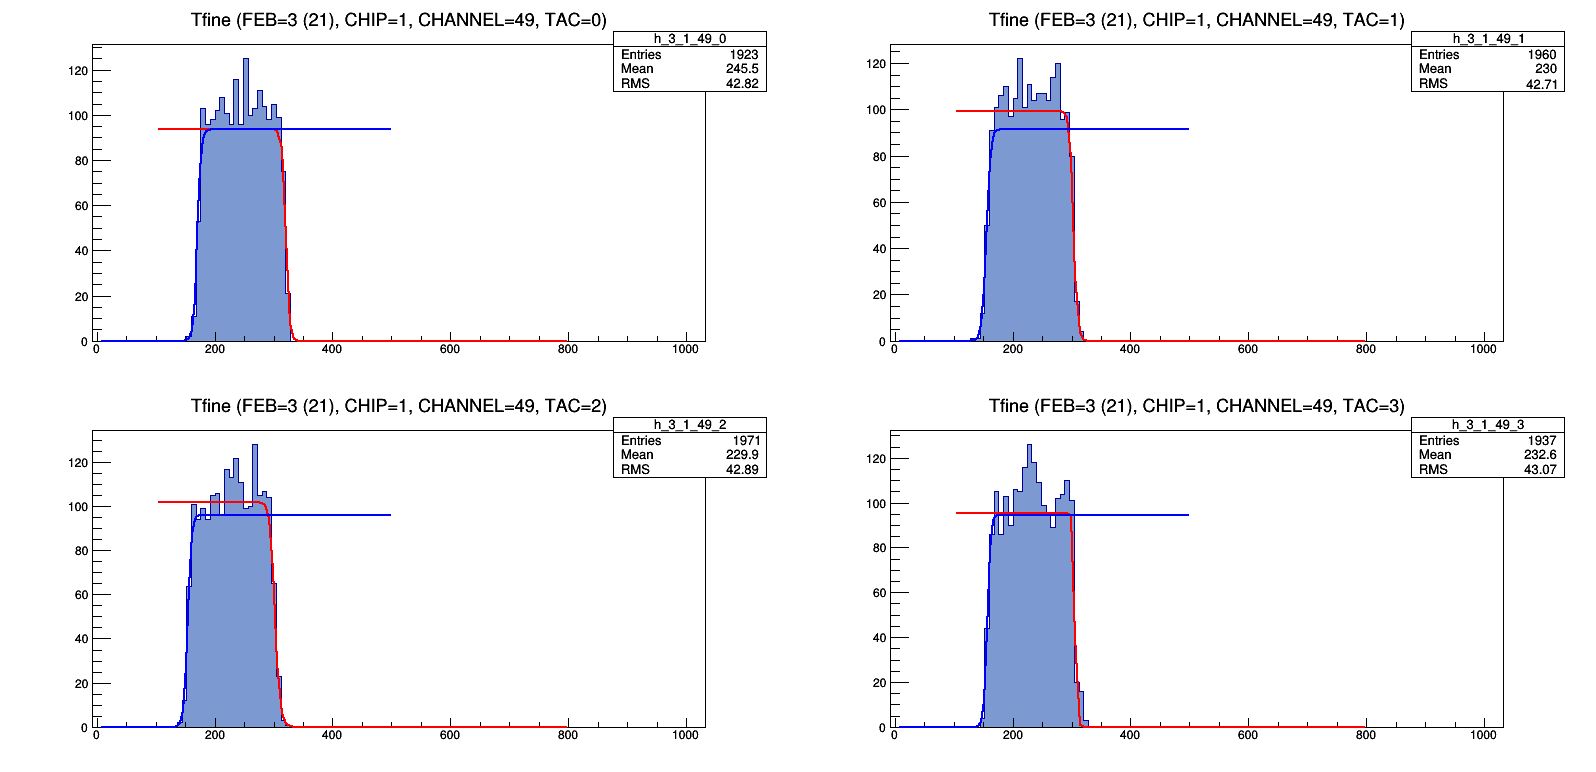 Tfine (FEB=3 (21), CHIP=1, CHANNEL=49, TAC=0)
h_3_1_49_0
Entries 1923
Mean 245.5
RMS 42.82
120
100
80
60
40
20
0
0 200 400 600 800 1000
Tfine (FEB=3 (21), CHIP=1, CHANNEL=49, TAC=1)
h_3_1_49_1
Entries 1960
Mean 230
RMS 42.71
120
100
80
60
40
20
0
0 200 400 600 800 1000
Tfine (FEB=3 (21), CHIP=1, CHANNEL=49, TAC=2)
h_3_1_49_2
Entries 1971
Mean 229.9
RMS 42.89
120
100
80
60
40
20
0
0 200 400 600 800 1000
Tfine (FEB=3 (21), CHIP=1, CHANNEL=49, TAC=3)
h_3_1_49_3
Entries 1937
Mean 232.6
RMS 43.07
120
100
80
60
40
20
0
0 200 400 600 800 1000